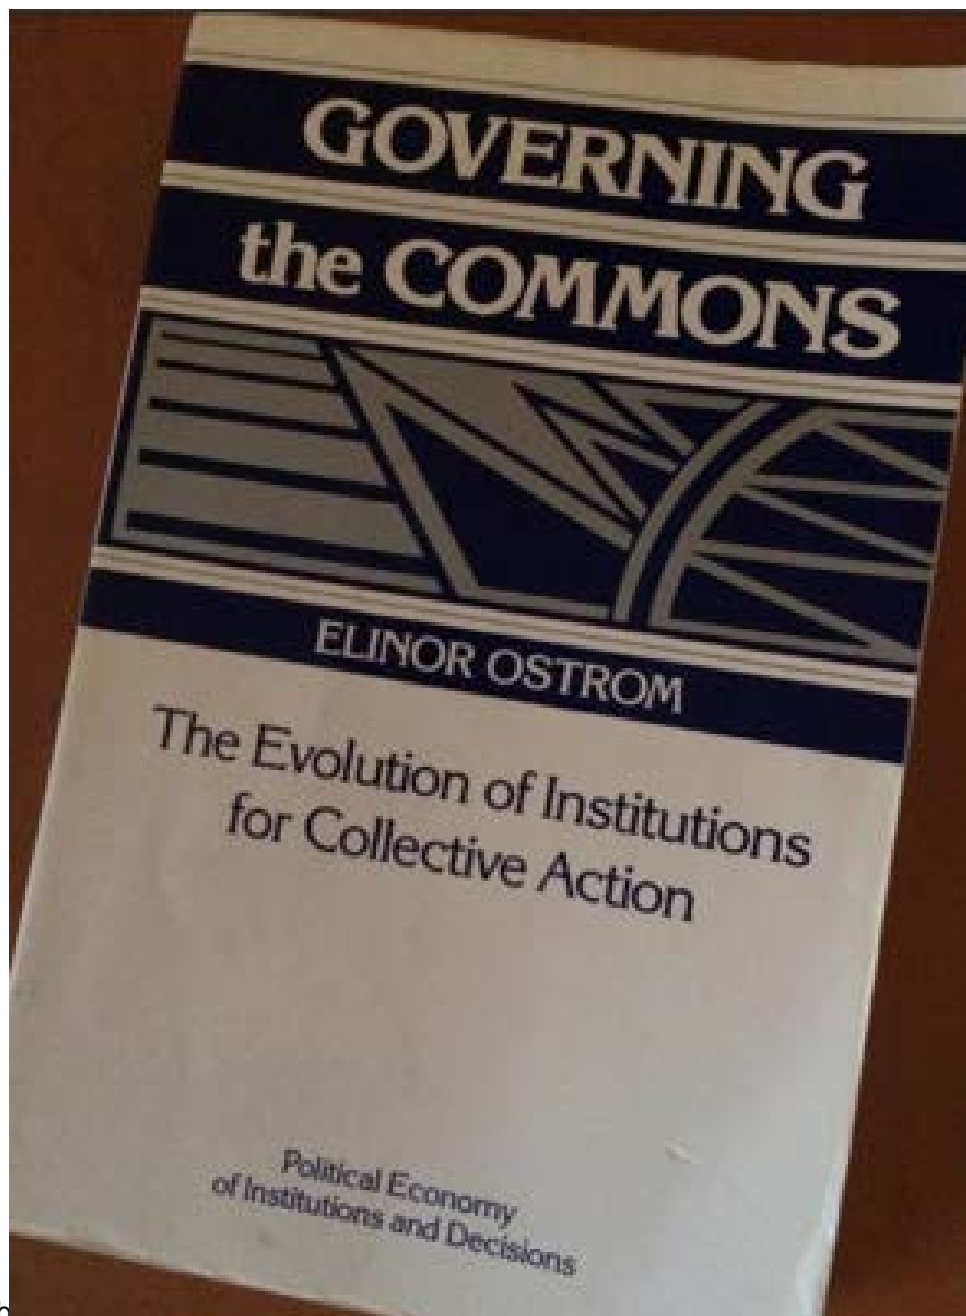 GOVERNING
the COMMONS
ELINOR OSTROM
The Evolution of Institutions
for Collective Action
Political Economy
of Institutions and Decisions